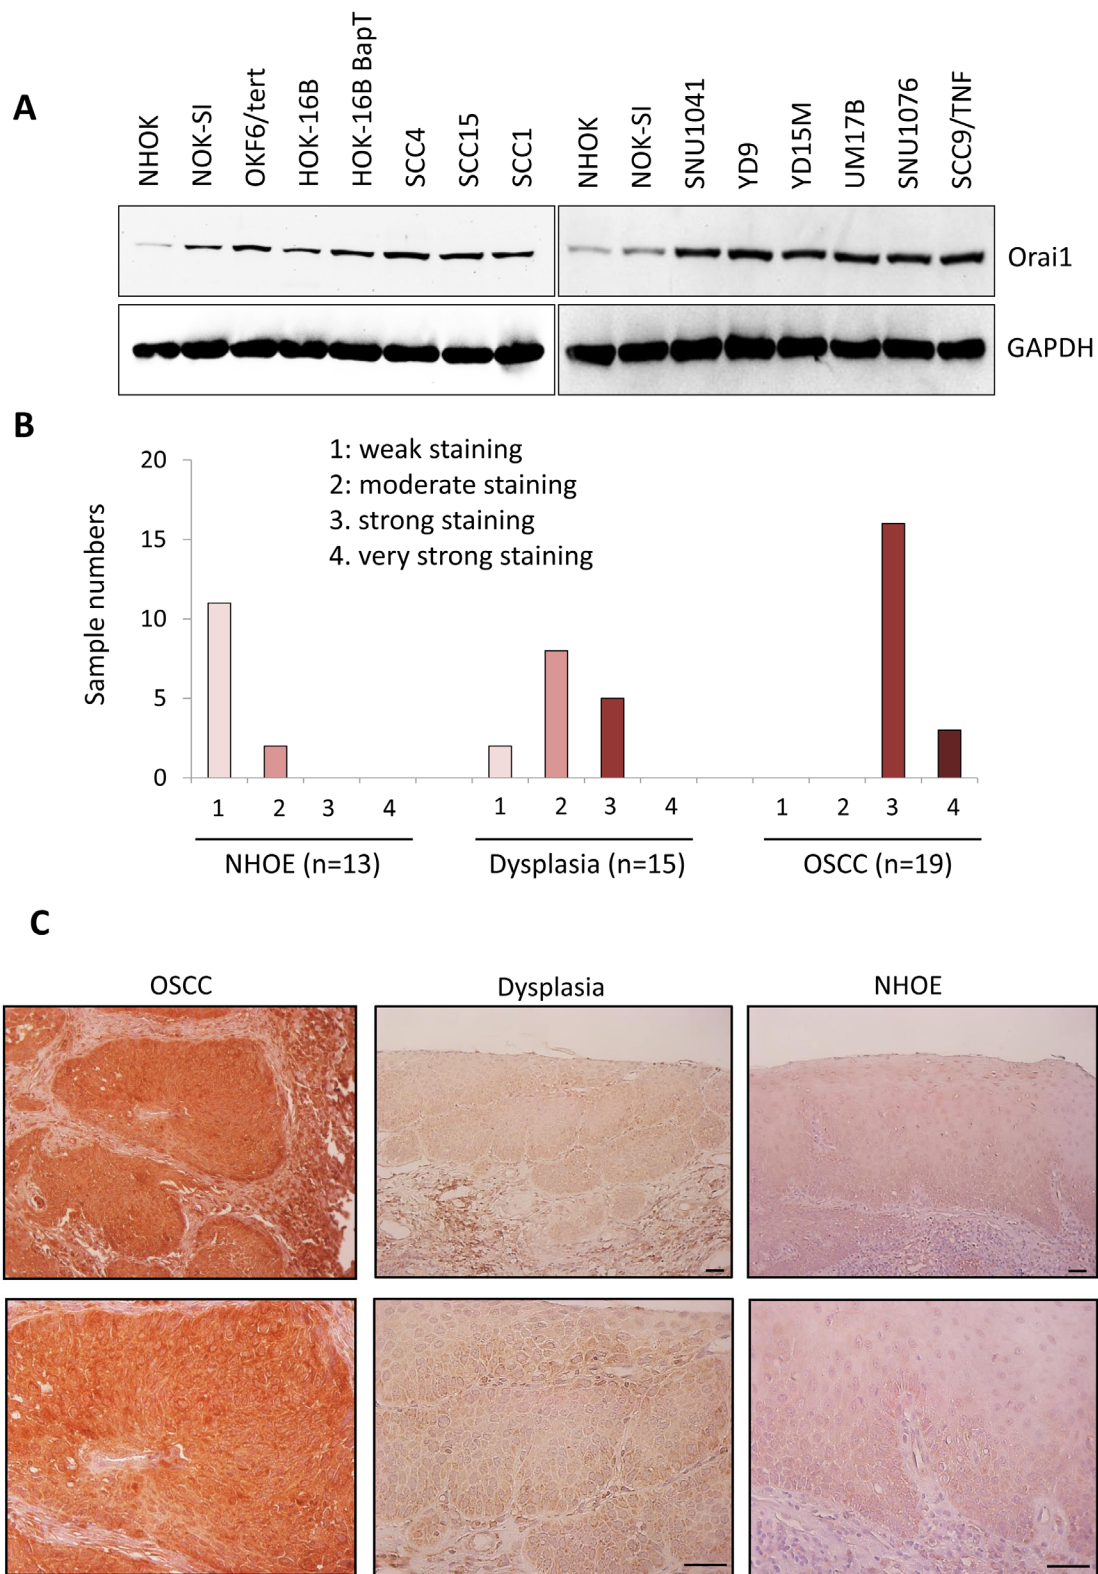 A
NHOK
NOK-SI
OKF6/tert
HOK-16B
HOK-16B BapT
SCC4
SCC15
SCC1
NHOK
NOK-SI
SNU1041
YD9
YD15M
UM17B
SNU1076
SCC9/TNF
Orai1
GAPDH
B
1: weak staining
2: moderate staining
3. strong staining
4. very strong staining
Sample numbers
20
15
10
5
0
1 2 3 4 1 2 3 4 1 2 3 4
NHOE (n=13) Dysplasia (n=15) OSCC (n=19)
C
OSCC Dysplasia NHOE